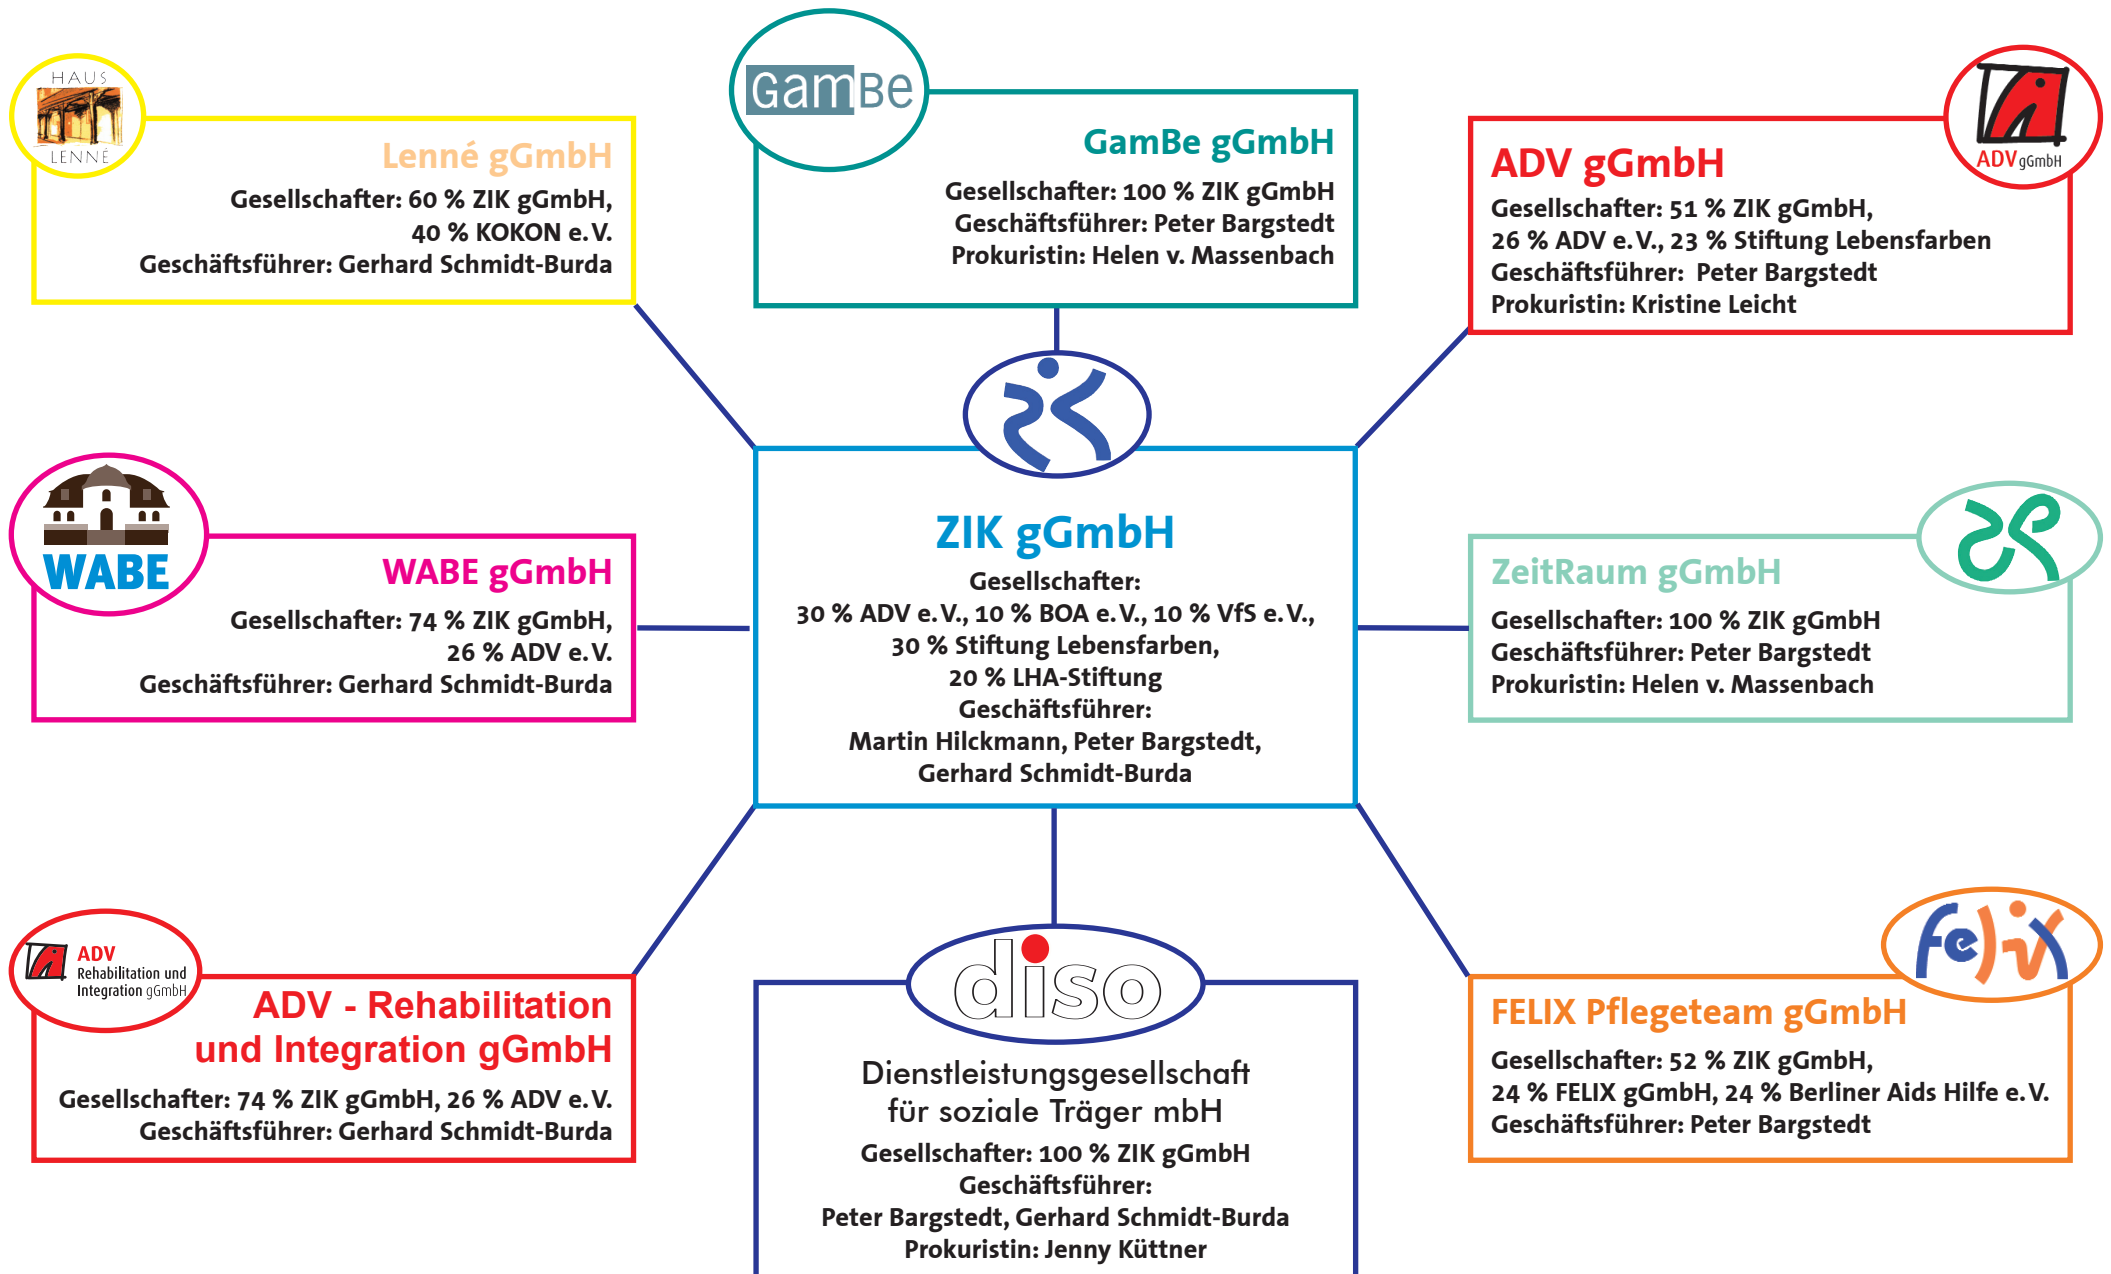 HAUS
LENNÉ
Lenné gGmbH
Gesellschafter: 60 % ZIK gGmbH,
40 % KOKON e.V.
Geschäftsführer: Gerhard Schmidt-Burda
GamBe
GamBe gGmbH
Gesellschafter: 100 % ZIK gGmbH
Geschäftsführer: Peter Bargstedt
Prokuristin: Helen v. Massenbach
ADV gGmbH
ADV gGmbH
Gesellschafter: 51 % ZIK gGmbH,
26 % ADV e.V., 23 % Stiftung Lebensfarben
Geschäftsführer: Peter Bargstedt
Prokuristin: Kristine Leicht
WABE
WABE gGmbH
Gesellschafter: 74 % ZIK gGmbH,
26 % ADV e.V.
Geschäftsführer: Gerhard Schmidt-Burda
ZIK gGmbH
Gesellschafter:
30 % ADV e.V., 10 % BOA e.V., 10 % VfS e.V.,
30 % Stiftung Lebensfarben,
20 % LHA-Stiftung
Geschäftsführer:
Martin Hilckmann, Peter Bargstedt,
Gerhard Schmidt-Burda
ZeitRaum gGmbH
Gesellschafter: 100 % ZIK gGmbH
Geschäftsführer: Peter Bargstedt
Prokuristin: Helen v. Massenbach
ADV
Rehabilitation und
Integration gGmbH
ADV - Rehabilitation
und Integration gGmbH
Gesellschafter: 74 % ZIK gGmbH, 26 % ADV e.V.
Geschäftsführer: Gerhard Schmidt-Burda
diso
Dienstleistungsgesellschaft
für soziale Träger mbH
Gesellschafter: 100 % ZIK gGmbH
Geschäftsführer:
Peter Bargstedt, Gerhard Schmidt-Burda
Prokuristin: Jenny Küttner
felix
FELIX Pflegeteam gGmbH
Gesellschafter: 52 % ZIK gGmbH,
24 % FELIX gGmbH, 24 % Berliner Aids Hilfe e.V.
Geschäftsführer: Peter Bargstedt